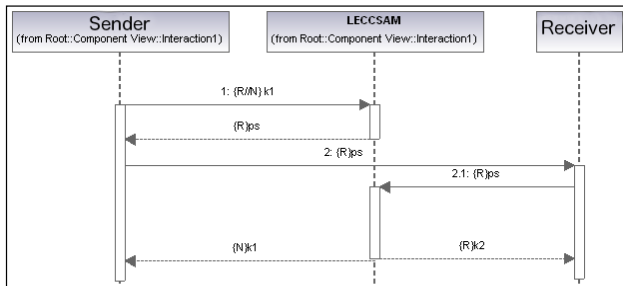 Sender
(from Root::Component View::Interaction1)
LECCSAM
(from Root::Component View::Interaction1)
Receiver
1: {R//N}k1
{R}ps
2: {R}ps
2.1: {R}ps
{N}k1
{R}k2